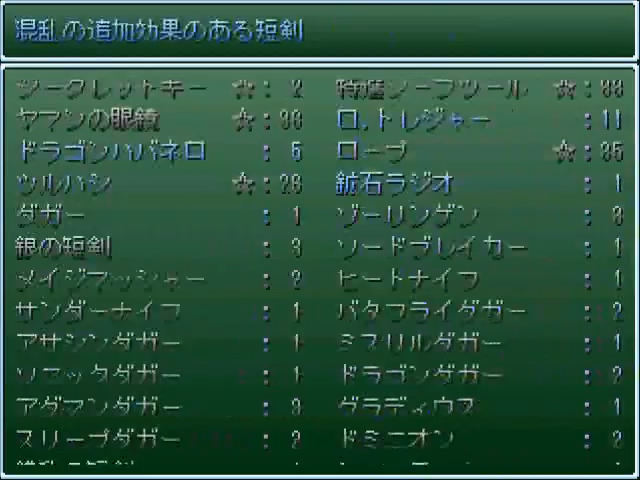 混乱の追加効果のある短剣
シークレットキー ★: 2 特殊シーフツール ★:
ヤマンの眼鏡 ★: ロ.トレジャー :11
ドラゴンハバネロ : 5 ロープ ★:35
ツルハシ ★:28 鉱石ラジオ : 1
ダガー : 1 ゾーリンゲン : 3
銀の短剣 : 3 ソードブレイカー : 1
メイジマッシャー : 2 ヒートナイフ : 1
サンダーナイフ : 1 バタフライダガー : 2
アサシンダガー : 1 ミスリルダガー : 1
ダガー : 1 ドラゴンダガー : 2
アダマンダガー : 3 グラディウス : 1
スリープダガー : 2 ドミニオン : 2